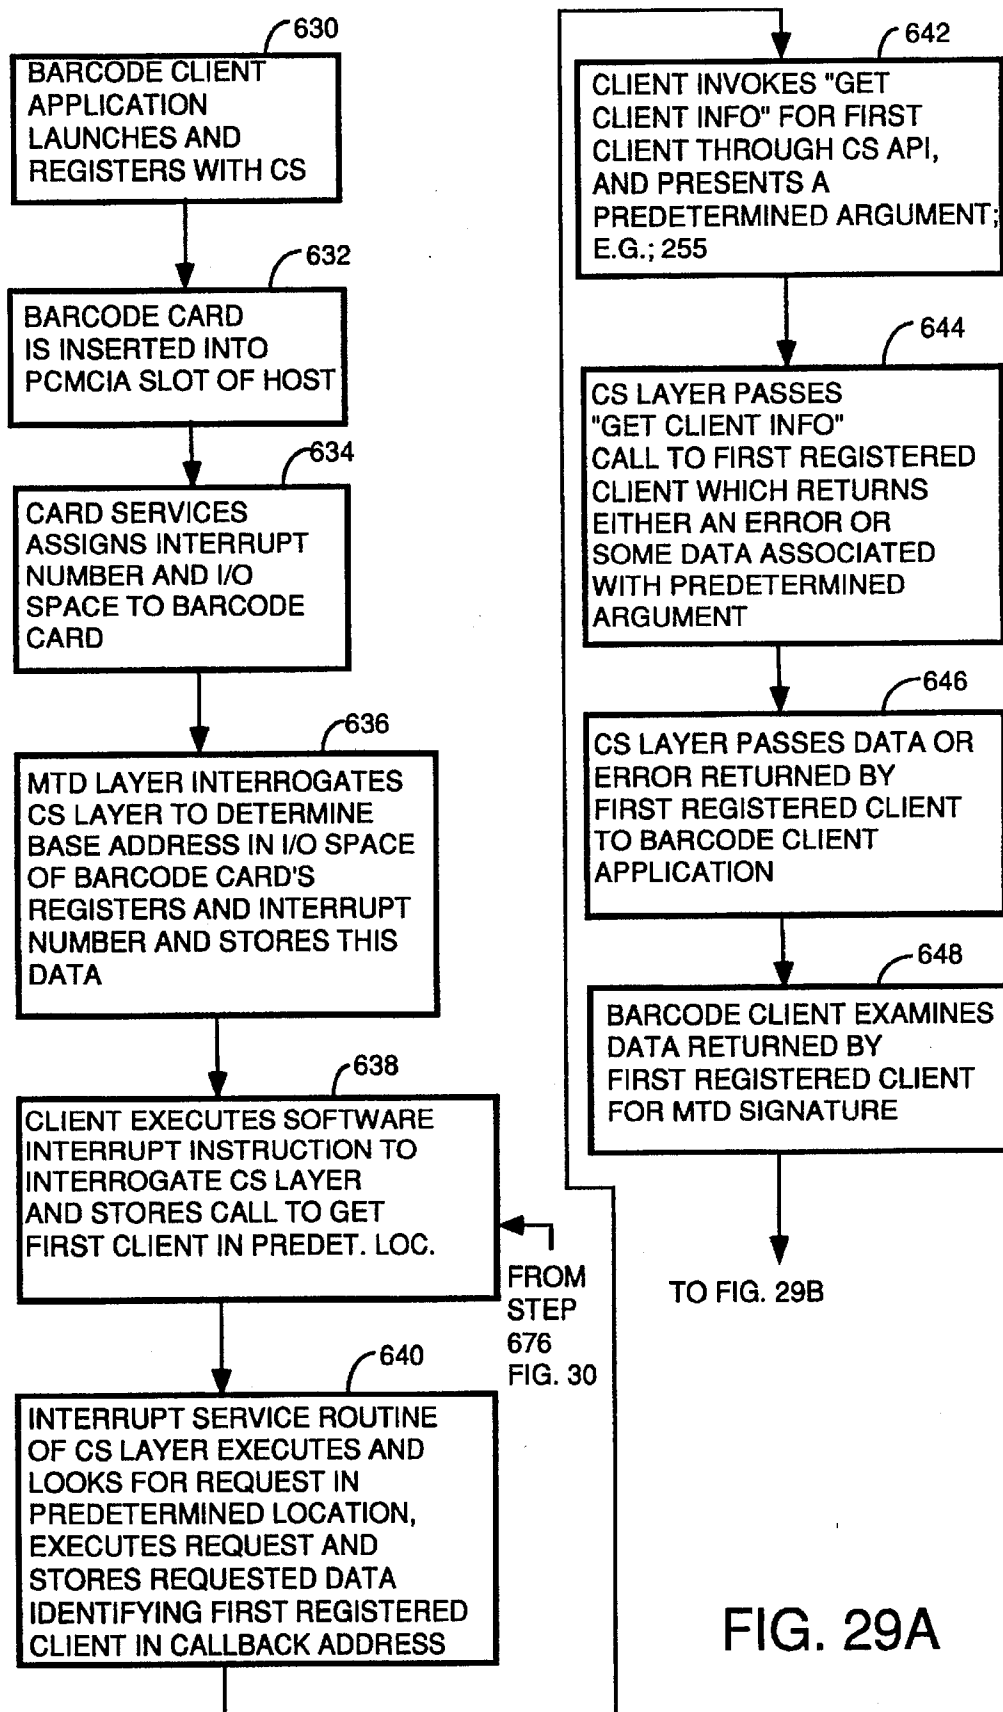 630
BARCODE CLIENT
APPLICATION
LAUNCHES AND
REGISTERS WITH CS
632
BARCODE CARD
IS INSERTED INTO
PCMCIA SLOT OF HOST
634
CARD SERVICES
ASSIGNS INTERRUPT
NUMBER AND I/O
SPACE TO BARCODE
CARD
636
MTD LAYER INTERROGATES
CS LAYER TO DETERMINE
BASE ADDRESS IN I/O SPACE
OF BARCODE CARD'S
REGISTERS AND INTERRUPT
NUMBER AND STORES THIS
DATA
638
CLIENT EXECUTES SOFTWARE
INTERRUPT INSTRUCTION TO
INTERROGATE CS LAYER
AND STORES CALL TO GET
FIRST CLIENT IN PREDET. LOC.
FROM
STEP
676
FIG. 30
640
INTERRUPT SERVICE ROUTINE
OF CS LAYER EXECUTES AND
LOOKS FOR REQUEST IN
PREDETERMINED LOCATION,
EXECUTES REQUEST AND
STORES REQUESTED DATA
IDENTIFYING FIRST REGISTERED
CLIENT IN CALLBACK ADDRESS
642
CLIENT INVOKES "GET
CLIENT INFO" FOR FIRST
CLIENT THROUGH CS API,
AND PRESENTS A
PREDETERMINED ARGUMENT;
E.G.; 255
644
CS LAYER PASSES
"GET CLIENT INFO"
CALL TO FIRST REGISTERED
CLIENT WHICH RETURNS
EITHER AN ERROR OR
SOME DATA ASSOCIATED
WITH PREDETERMINED
ARGUMENT
646
CS LAYER PASSES DATA OR
ERROR RETURNED BY
FIRST REGISTERED CLIENT
TO BARCODE CLIENT
APPLICATION
648
BARCODE CLIENT EXAMINES
DATA RETURNED BY
FIRST REGISTERED CLIENT
FOR MTD SIGNATURE
TO FIG. 29B
FIG. 29A